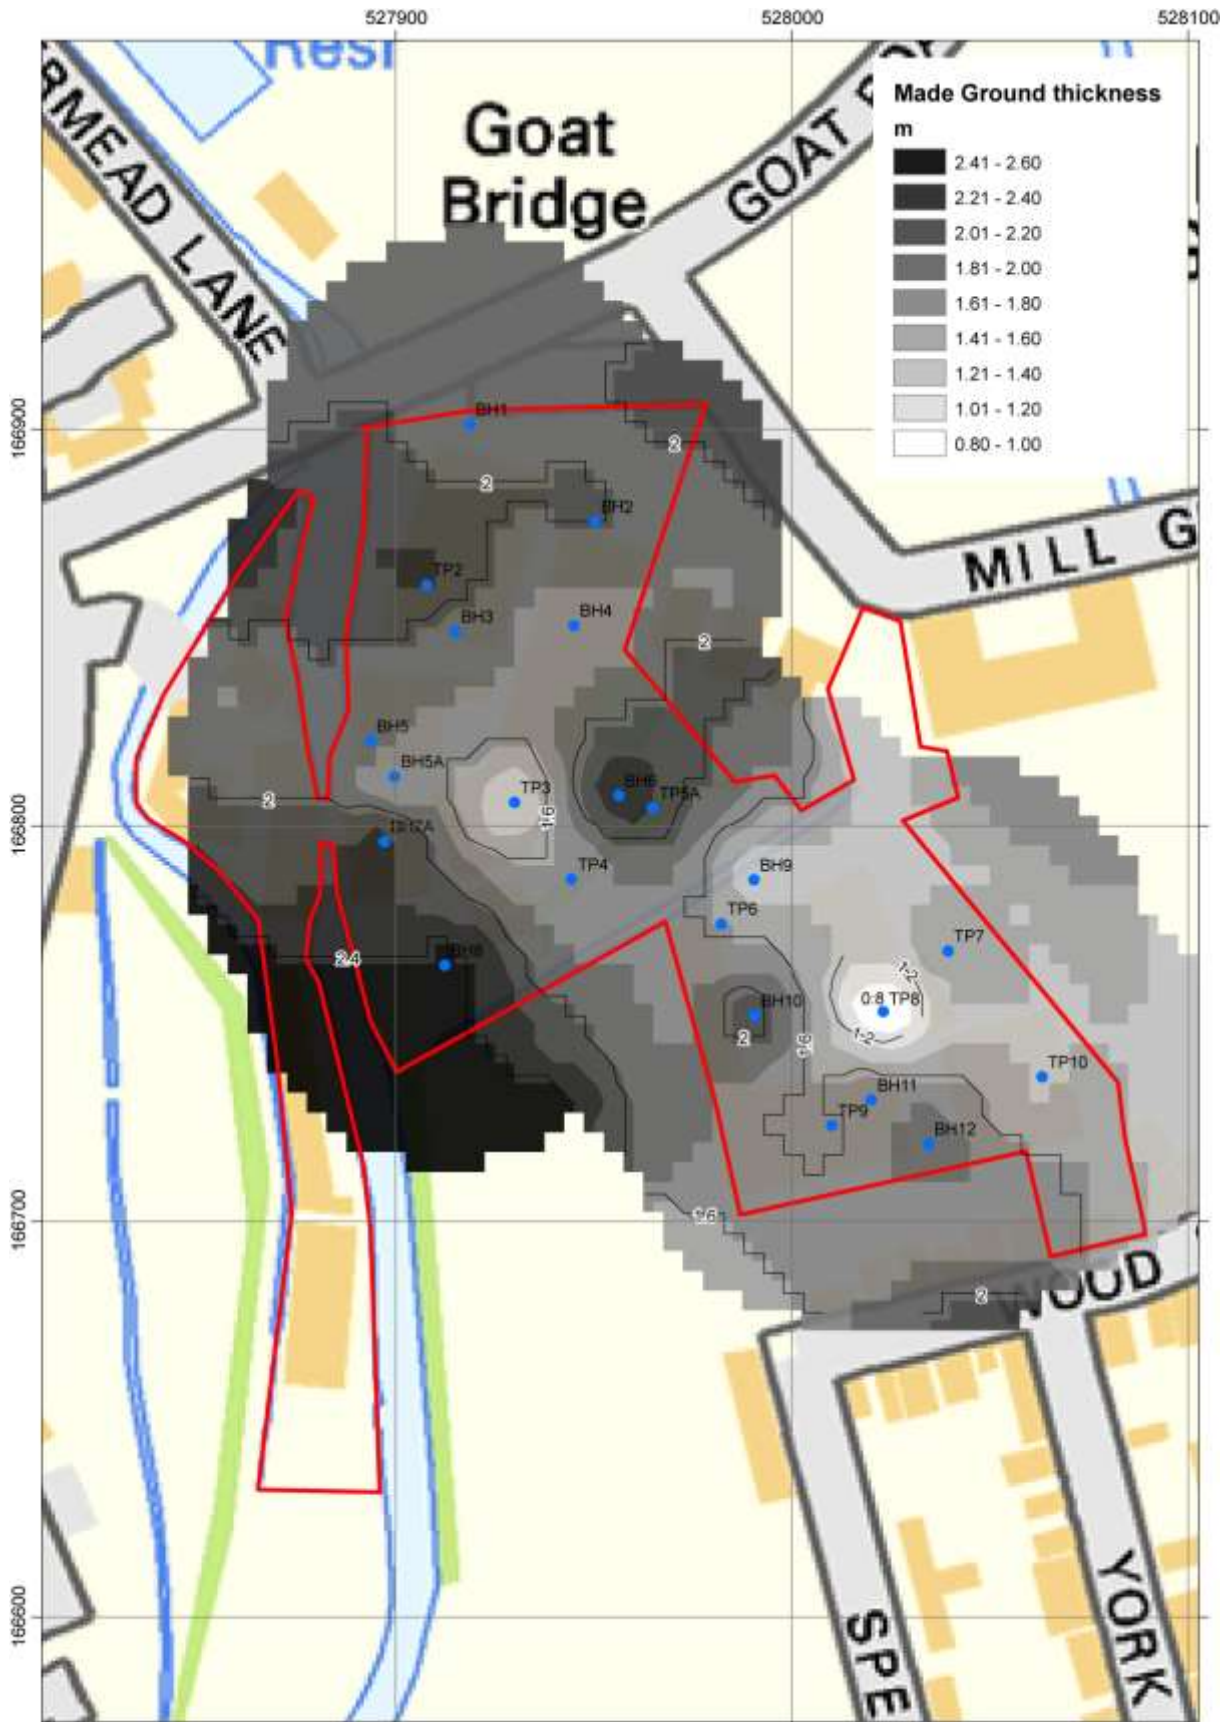 527900
528000
528100
Resr
RMEAD LANE
Goat
Bridge
GOAT
Made Ground thickness
m
2.41 - 2.60
2.21 - 2.40
2.01 - 2.20
1.81 - 2.00
1.61 - 1.80
1.41 - 1.60
1.21 - 1.40
1.01 - 1.20
0.80 - 1.00
166900
BH1
2
2
BH2
MILL G
TP2
BH3
BH4
2
BH5
BH5A
TP3
BH6
TP5A
1.6
2
166800
TP4
BH9
TP6
TP7
2.4
BH8
1.2
0.8 TP8
1.2
BH10
2
1.6
TP10
BH11
TP9
BH12
166700
1.6
2
WOOD
166600
SPE
YORK